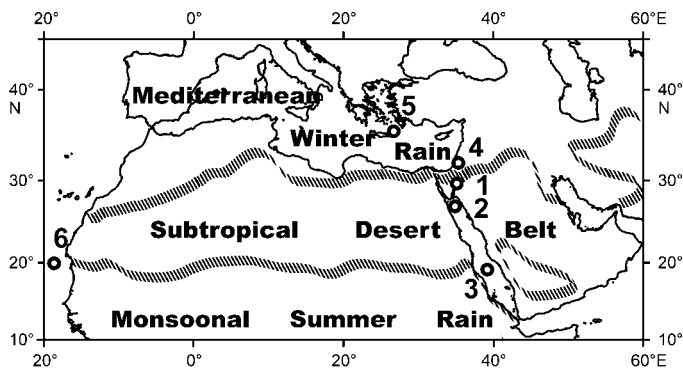 20° 0° 20° 40° 60°E
40° 40°
N N
Mediterranean
5
Winter Rain 4
30° 30°
1
2
Subtropical Desert Belt
6
20° 20°
3
Monsoonal Summer Rain
10° 10°
20° 0° 20° 40° 60°E